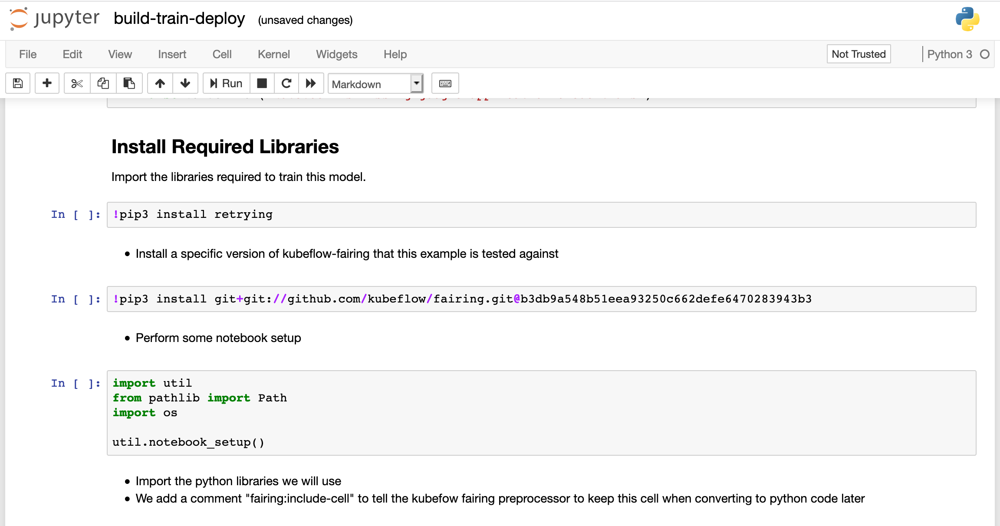 jupyter build-train-deploy (unsaved changes)
File Edit View Insert Cell Kernel Widgets Help Not Trusted Python 3
Run Markdown
Install Required Libraries
Import the libraries required to train this model.
In [ ]: !pip3 install retrying
• Install a specific version of kubeflow-fairing that this example is tested against
In [ ]: !pip3 install git+git://github.com/kubeflow/fairing.git@b3db9a548b51eea93250c662defe6470283943b3
• Perform some notebook setup
In [ ]: import util
from pathlib import Path
import os
util.notebook_setup()
• Import the python libraries we will use
• We add a comment "fairing:include-cell" to tell the kubefow fairing preprocessor to keep this cell when converting to python code later